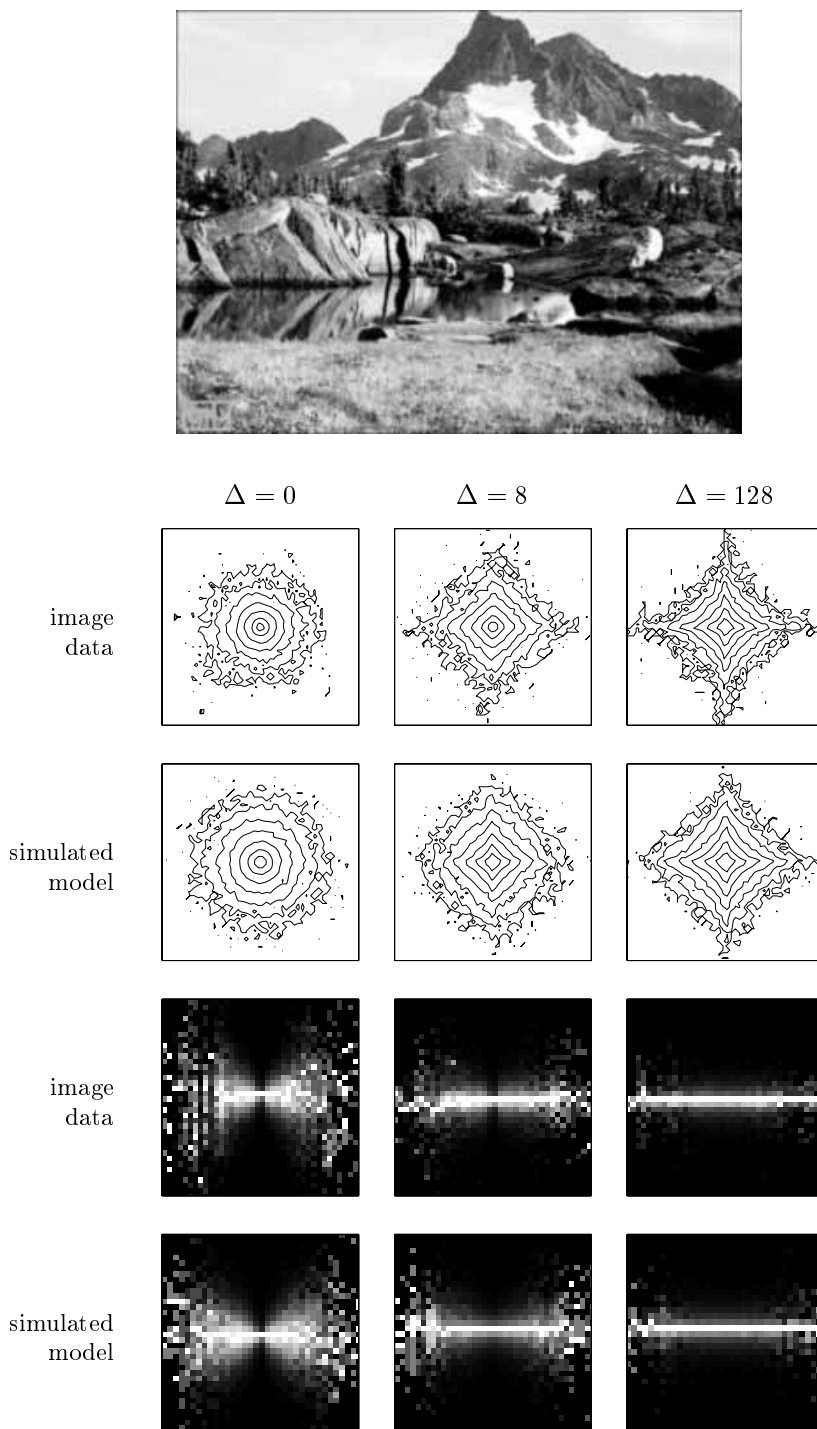 Δ = 0
Δ = 8
Δ = 128
image
data
simulated
model
image
data
simulated
model